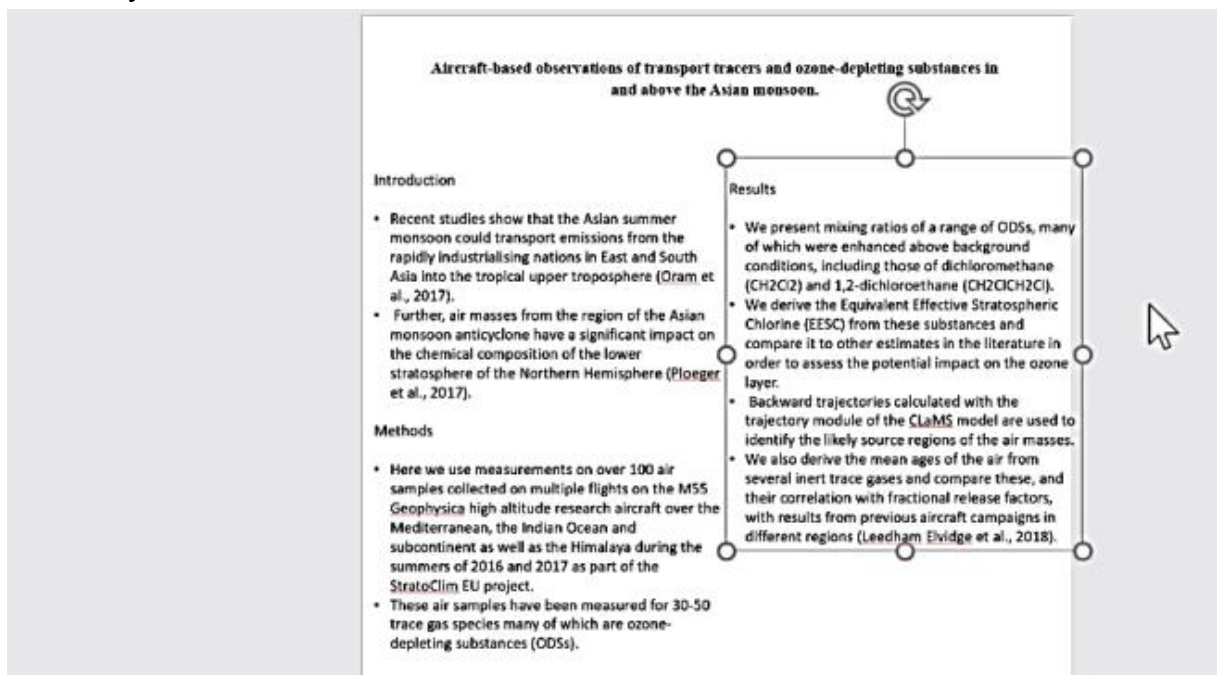 Aircraft-based observations of transport tracers and ozone-depleting substances in
and above the Asian monsoon.
Introduction
• Recent studies show that the Asian summer
monsoon could transport emissions from the
rapidly industrialising nations in East and South
Asia into the tropical upper troposphere (Oram et
al., 2017).
• Further, air masses from the region of the Asian
monsoon anticyclone have a significant impact on
the chemical composition of the lower
stratosphere of the Northern Hemisphere (Ploeger
et al., 2017).
Methods
• Here we use measurements on over 100 air
samples collected on multiple flights on the M55
Geophysica high altitude research aircraft over the
Mediterranean, the Indian Ocean and
subcontinent as well as the Himalaya during the
summers of 2016 and 2017 as part of the
StratoClim EU project.
• These air samples have been measured for 30-50
trace gas species many of which are ozone-
depleting substances (ODSs).
Results
• We present mixing ratios of a range of ODSs, many
of which were enhanced above background
conditions, including those of dichloromethane
(CH2Cl2) and 1,2-dichloroethane (CH2ClCH2Cl).
• We derive the Equivalent Effective Stratospheric
Chlorine (EESC) from these substances and
compare it to other estimates in the literature in
order to assess the potential impact on the ozone
layer.
• Backward trajectories calculated with the
trajectory module of the CLaMS model are used to
identify the likely source regions of the air masses.
• We also derive the mean ages of the air from
several inert trace gases and compare these, and
their correlation with fractional release factors,
with results from previous aircraft campaigns in
different regions (Leedham Elvidge et al., 2018).